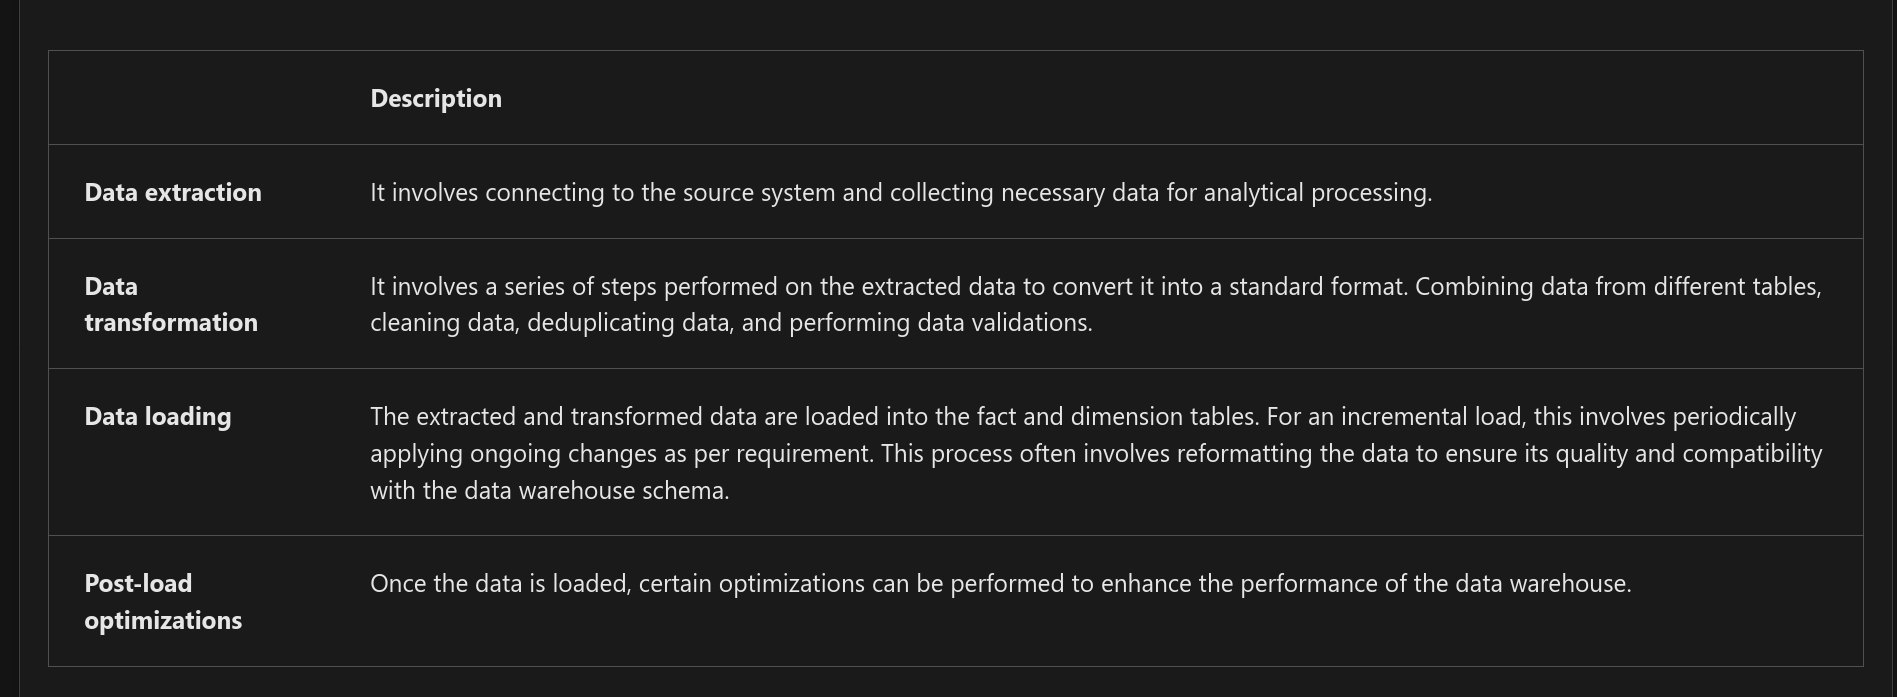 Description
Data extraction
It involves connecting to the source system and collecting necessary data for analytical processing.
Data
transformation
It involves a series of steps performed on the extracted data to convert it into a standard format. Combining data from different tables,
cleaning data, deduplicating data, and performing data validations.
Data loading
The extracted and transformed data are loaded into the fact and dimension tables. For an incremental load, this involves periodically
applying ongoing changes as per requirement. This process often involves reformatting the data to ensure its quality and compatibility
with the data warehouse schema.
Post-load
optimizations
Once the data is loaded, certain optimizations can be performed to enhance the performance of the data warehouse.